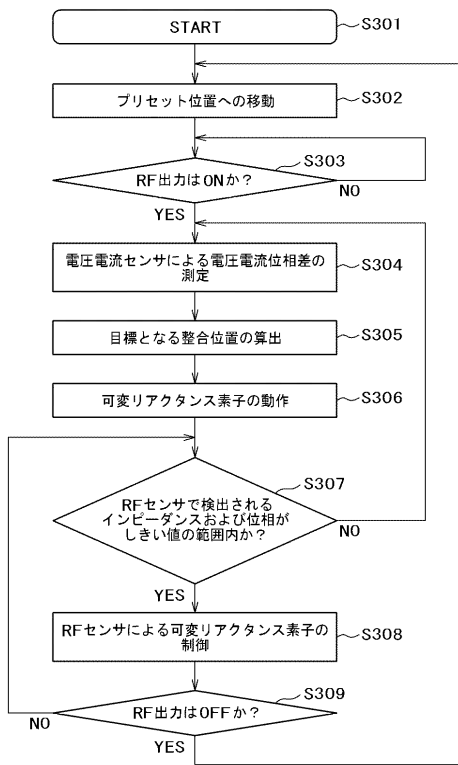 START
S301
プリセット位置への移動
S302
RF出力はONか？
S303
NO
YES
電圧電流センサによる電圧電流位相差の
測定
S304
目標となる整合位置の算出
S305
可変リアクタンス素子の動作
S306
RFセンサで検出される
インピーダンスおよび位相が
しきい値の範囲内か？
S307
NO
YES
RFセンサによる可変リアクタンス素子の
制御
S308
RF出力はOFFか？
S309
NO
YES